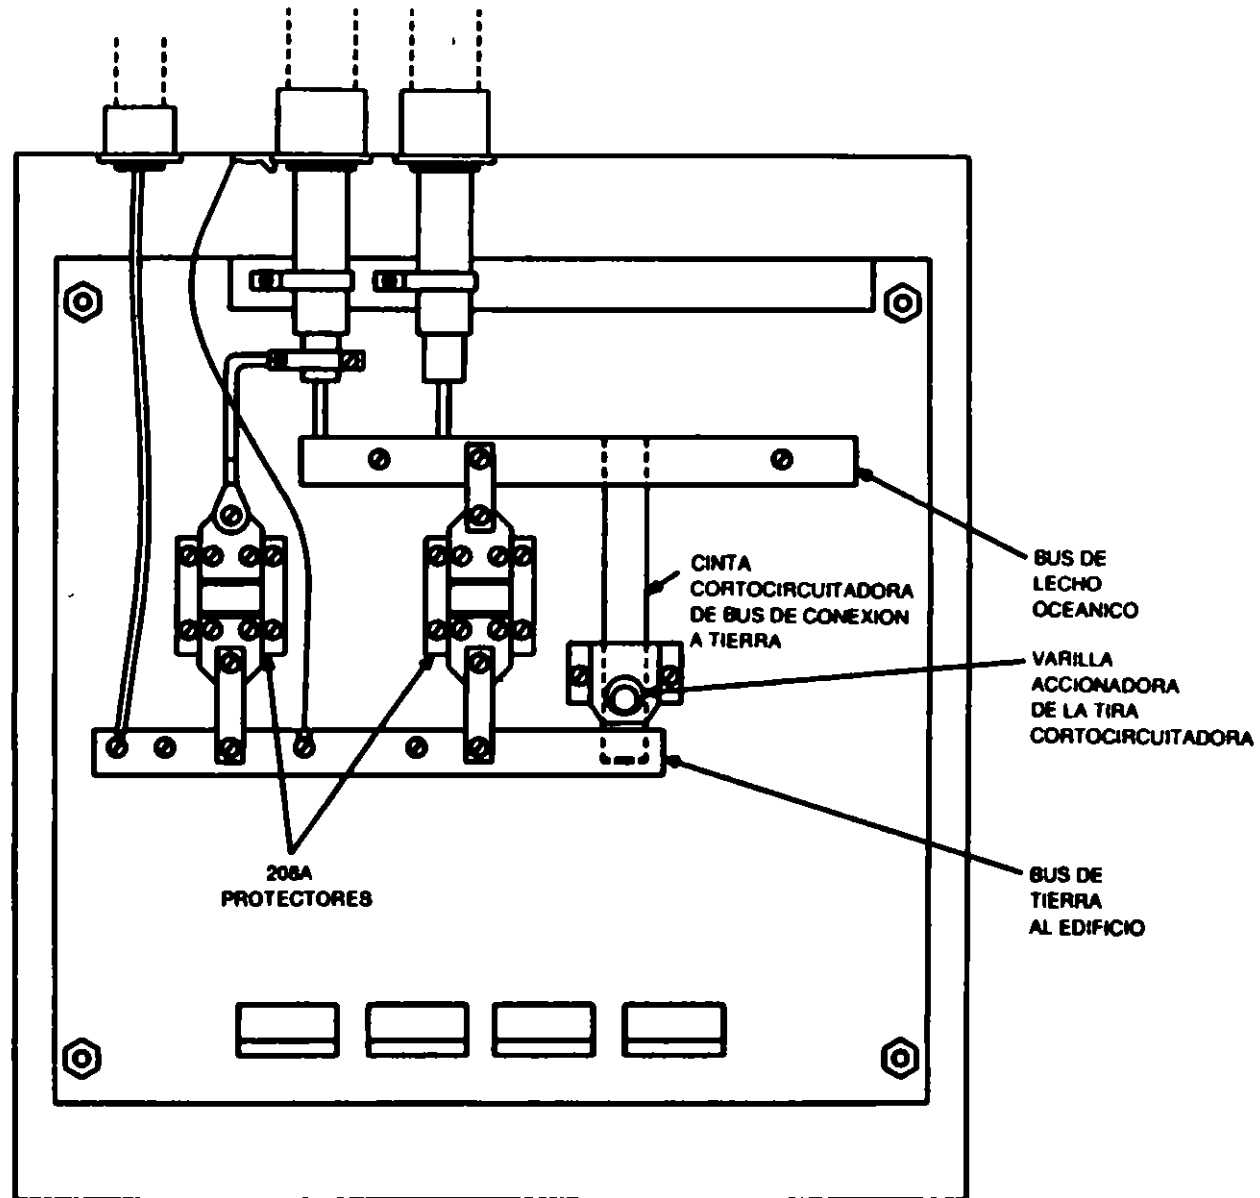 CINTA
CORTOCIRCUITADORA
DE BUS DE CONEXION
A TIERRA
BUS DE
LECHO
OCEANICO
VARILLA
ACCIONADORA
DE LA TIRA
CORTOCIRCUITADORA
206A
PROTECTORES
BUS DE
TIERRA
AL EDIFICIO